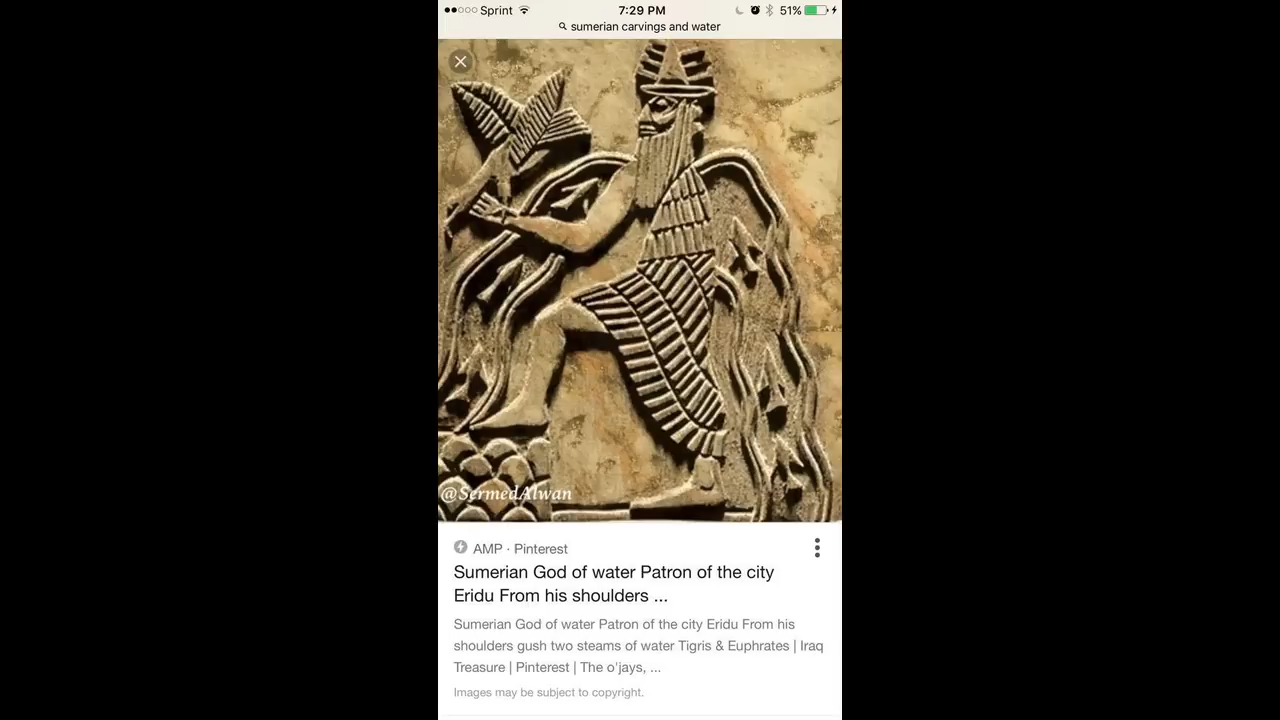 Sprint 7:29 PM 51%
sumerian carvings and water
@SermedAlwan
AMP · Pinterest
Sumerian God of water Patron of the city
Eridu From his shoulders ...
Sumerian God of water Patron of the city Eridu From his
shoulders gush two steams of water Tigris & Euphrates | Iraq
Treasure | Pinterest | The o'jays, ...
Images may be subject to copyright.